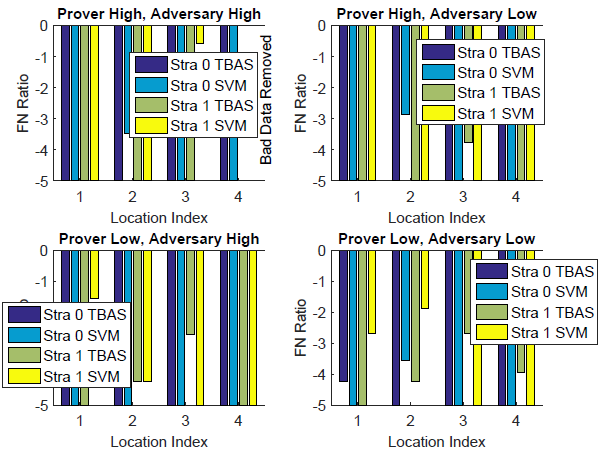 Prover High, Adversary High
0
-1
-2
-3
-4
-5
FN Ratio
1 2 3 4
Location Index
Stra 0 TBAS
Stra 0 SVM
Stra 1 TBAS
Stra 1 SVM
Bad Data Removed
Prover High, Adversary Low
0
-1
-2
-3
-4
-5
FN Ratio
1 2 3 4
Location Index
Stra 0 TBAS
Stra 0 SVM
Stra 1 TBAS
Stra 1 SVM
Prover Low, Adversary High
0
-1
-5
1 2 3 4
Location Index
Stra 0 TBAS
Stra 0 SVM
Stra 1 TBAS
Stra 1 SVM
Prover Low, Adversary Low
0
-1
-2
-3
-4
-5
FN Ratio
1 2 3 4
Location Index
Stra 0 TBAS
Stra 0 SVM
Stra 1 TBAS
Stra 1 SVM